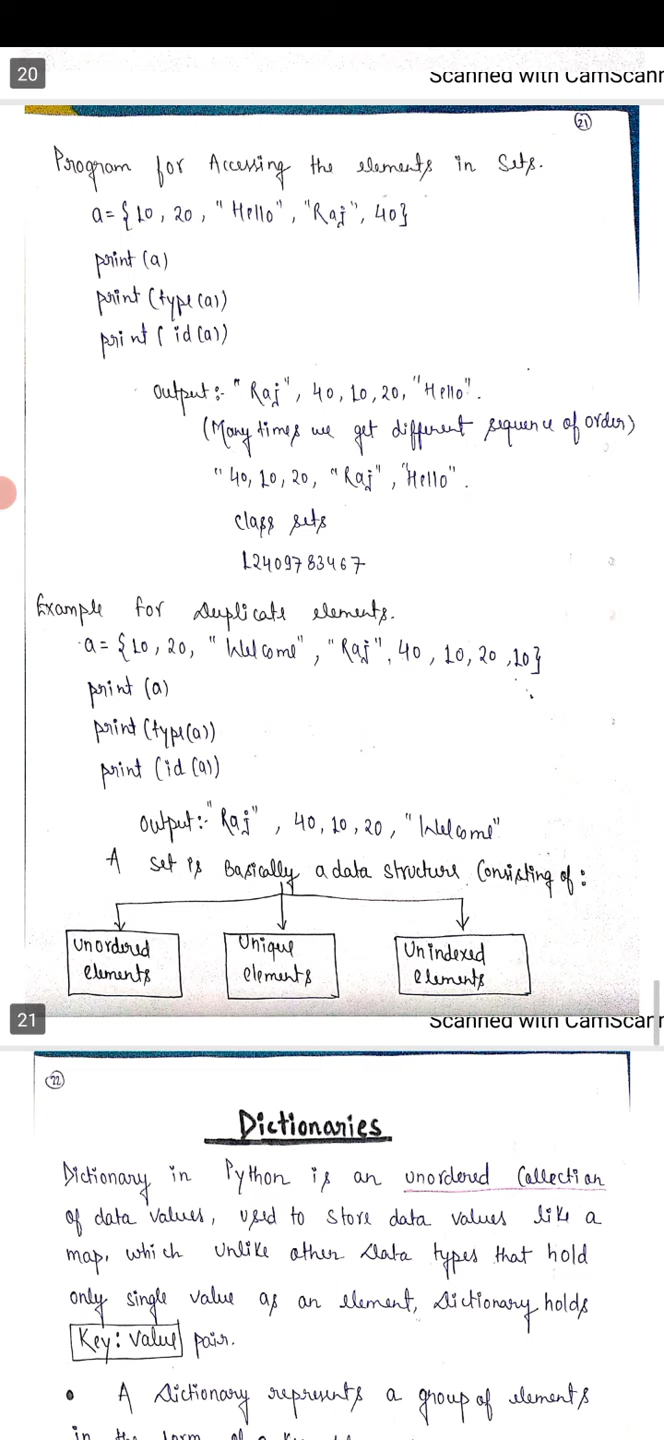 20
Scanned with CamScann
21
Program for Accessing the elements in Sets.
a= {10, 20, "Hello", "Raj", 40}
print (a)
print (type (a))
print ( id (a))
output :- "Raj", 40, 10, 20, "Hello".
(Many times we get different sequence of order)
"40, 10, 20, "Raj", "Hello".
class sets
12409783467
Example for Duplicate elements.
a= {10, 20, "Welcome", "Raj", 40, 10, 20, 10}
print (a)
print (type(a))
print (id (a))
output:- "Raj", 40, 10, 20, "Welcome"
A set is Basically a data structure Consisting of :
Unordered elements
Unique elements
Unindexed elements
21
Scanned with CamScanr
22
Dictionaries
Dictionary in Python is an unordered Collection
of data values, used to store data values like a
map, which unlike other Data types that hold
only single value as an element, Dictionary holds
Key : Value pair.
• A Dictionary represents a group of elements
in the form of a